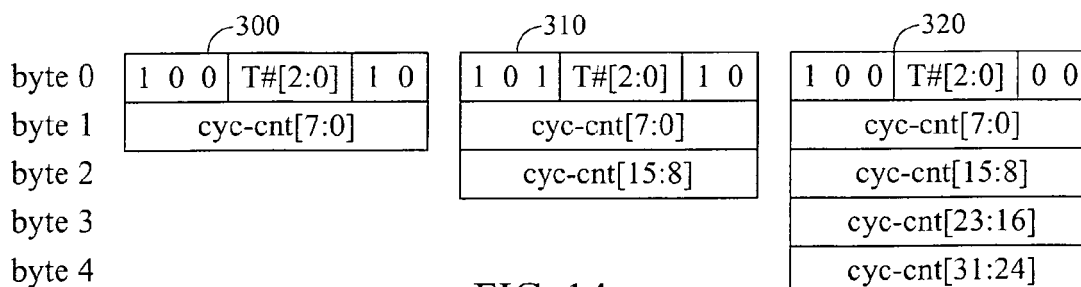 300 310 320
byte 0 1 0 0 T#[2:0] 1 0 1 0 1 T#[2:0] 1 0 1 0 0 T#[2:0] 0 0
byte 1 cyc-cnt[7:0] cyc-cnt[7:0] cyc-cnt[7:0]
byte 2 cyc-cnt[15:8] cyc-cnt[15:8]
byte 3 cyc-cnt[23:16]
byte 4 cyc-cnt[31:24]